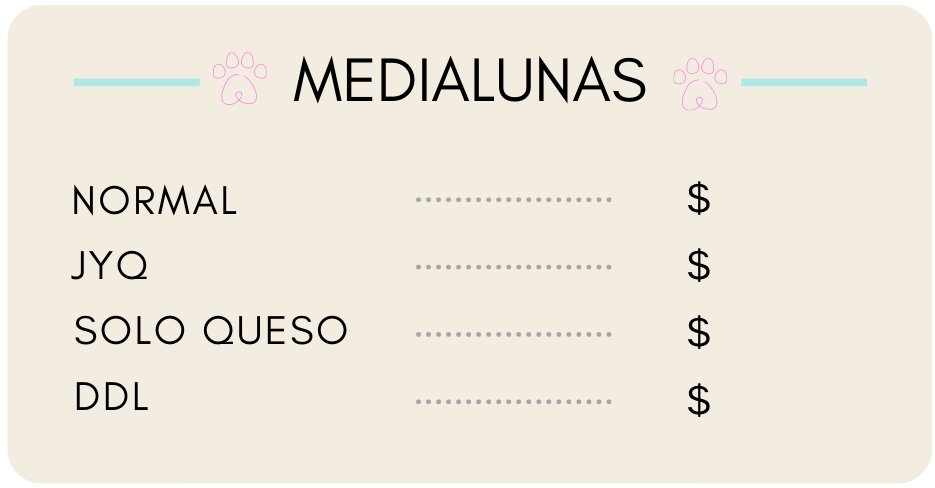 MEDIALUNAS
NORMAL ................... $
JYQ ................... $
SOLO QUESO ................... $
DDL ................... $